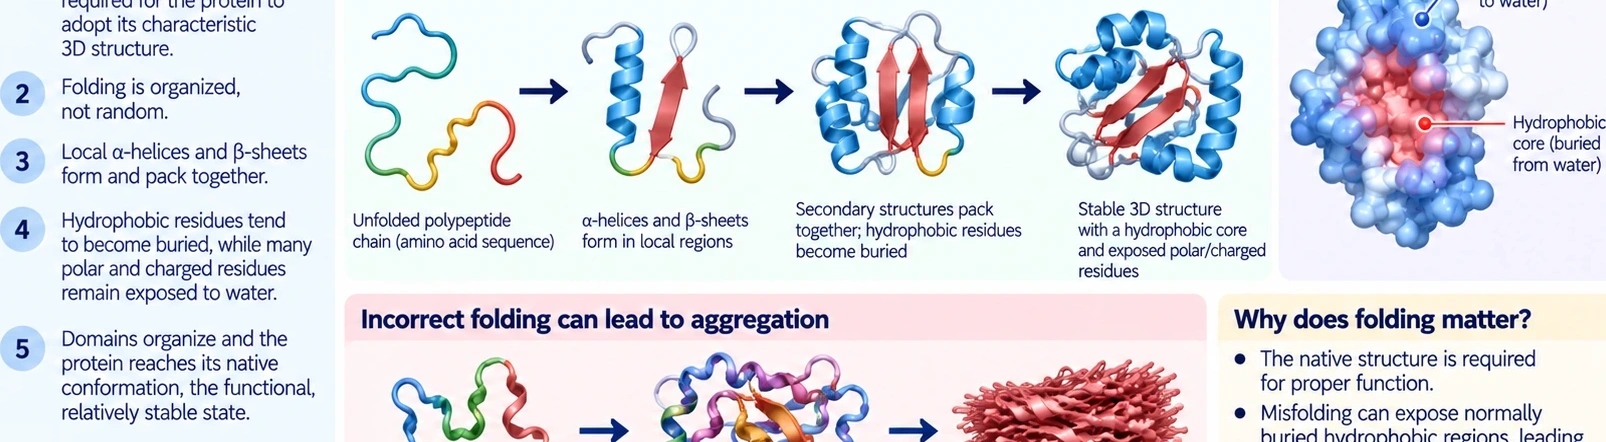 required for the protein to
adopt its characteristic
3D structure.
2
Folding is organized,
not random.
3
Local α-helices and β-sheets
form and pack together.
4
Hydrophobic residues tend
to become buried, while many
polar and charged residues
remain exposed to water.
5
Domains organize and the
protein reaches its native
conformation, the functional,
relatively stable state.
Unfolded polypeptide
chain (amino acid sequence)
α-helices and β-sheets
form in local regions
Secondary structures pack
together; hydrophobic residues
become buried
Stable 3D structure
with a hydrophobic core
and exposed polar/charged
residues
to water)
Hydrophobic
core (buried
from water)
Incorrect folding can lead to aggregation
Why does folding matter?
• The native structure is required
for proper function.
• Misfolding can expose normally
buried hydrophobic regions, leading